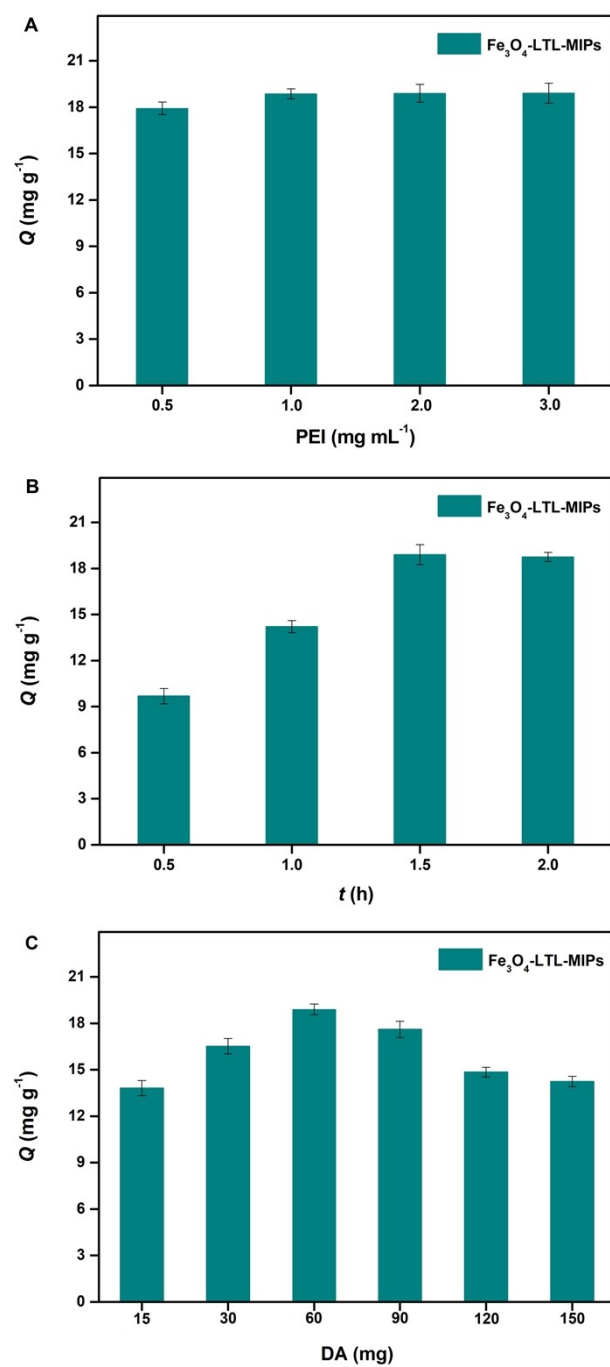 A
Fe₃O₄-LTL-MIPs
21
18
15
12
9
6
3
0
Q (mg g⁻¹)
0.5 1.0 2.0 3.0
PEI (mg mL⁻¹)
B
Fe₃O₄-LTL-MIPs
21
18
15
12
9
6
3
0
Q (mg g⁻¹)
0.5 1.0 1.5 2.0
t (h)
C
Fe₃O₄-LTL-MIPs
21
18
15
12
9
6
3
0
Q (mg g⁻¹)
15 30 60 90 120 150
DA (mg)